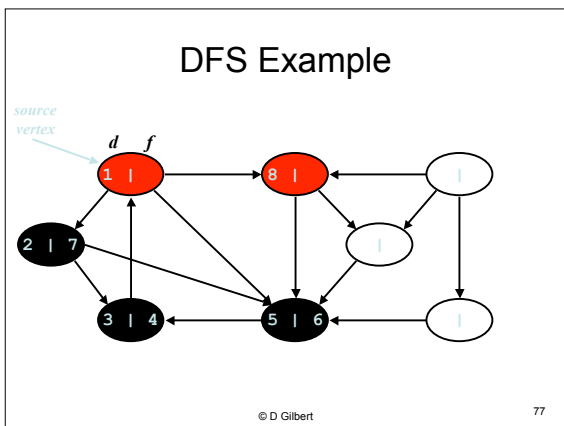 DFS Example
source
vertex
d f
1 | 8 | |
2 | 7 |
3 | 4 5 | 6 |
© D Gilbert 77